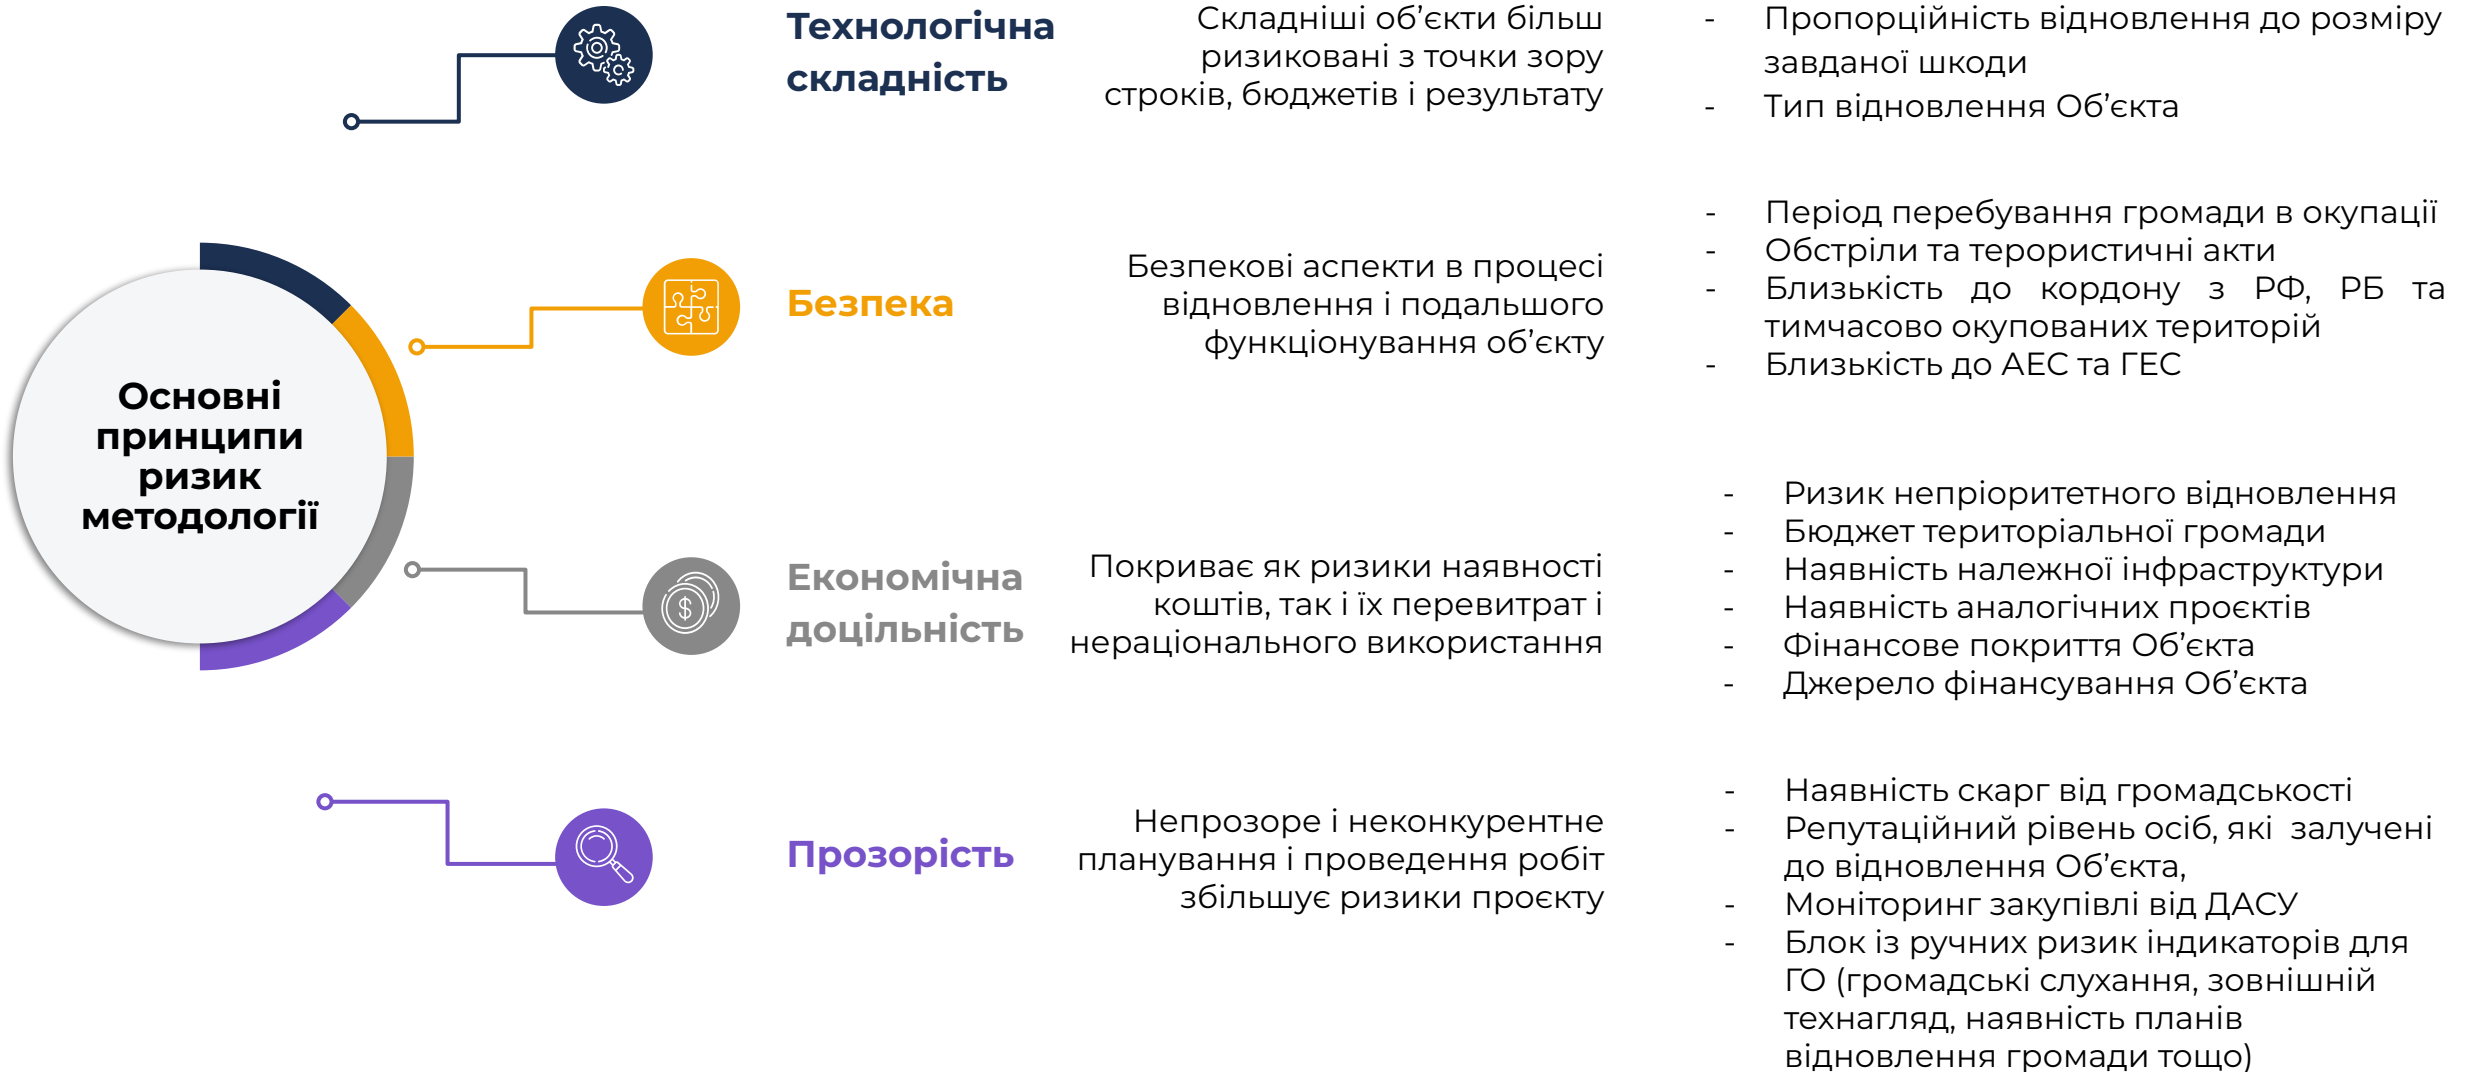 Основні
принципи
ризик
методології
Технологічна
складність
Складніші об’єкти більш
ризиковані з точки зору
строків, бюджетів і результату
- Пропорційність відновлення до розміру
завданої шкоди
- Тип відновлення Об’єкта
Безпека
Безпекові аспекти в процесі
відновлення і подальшого
функціонування об’єкту
- Період перебування громади в окупації
- Обстріли та терористичні акти
- Близькість до кордону з РФ, РБ та
тимчасово окупованих територій
- Близькість до АЕС та ГЕС
Економічна
доцільність
Покриває як ризики наявності
коштів, так і їх перевитрат і
нераціонального використання
- Ризик непріоритетного відновлення
- Бюджет територіальної громади
- Наявність належної інфраструктури
- Наявність аналогічних проєктів
- Фінансове покриття Об’єкта
- Джерело фінансування Об’єкта
Прозорість
Непрозоре і неконкурентне
планування і проведення робіт
збільшує ризики проєкту
- Наявність скарг від громадськості
- Репутаційний рівень осіб, які залучені
до відновлення Об’єкта,
- Моніторинг закупівлі від ДАСУ
- Блок із ручних ризик індикаторів для
ГО (громадські слухання, зовнішній
технагляд, наявність планів
відновлення громади тощо)